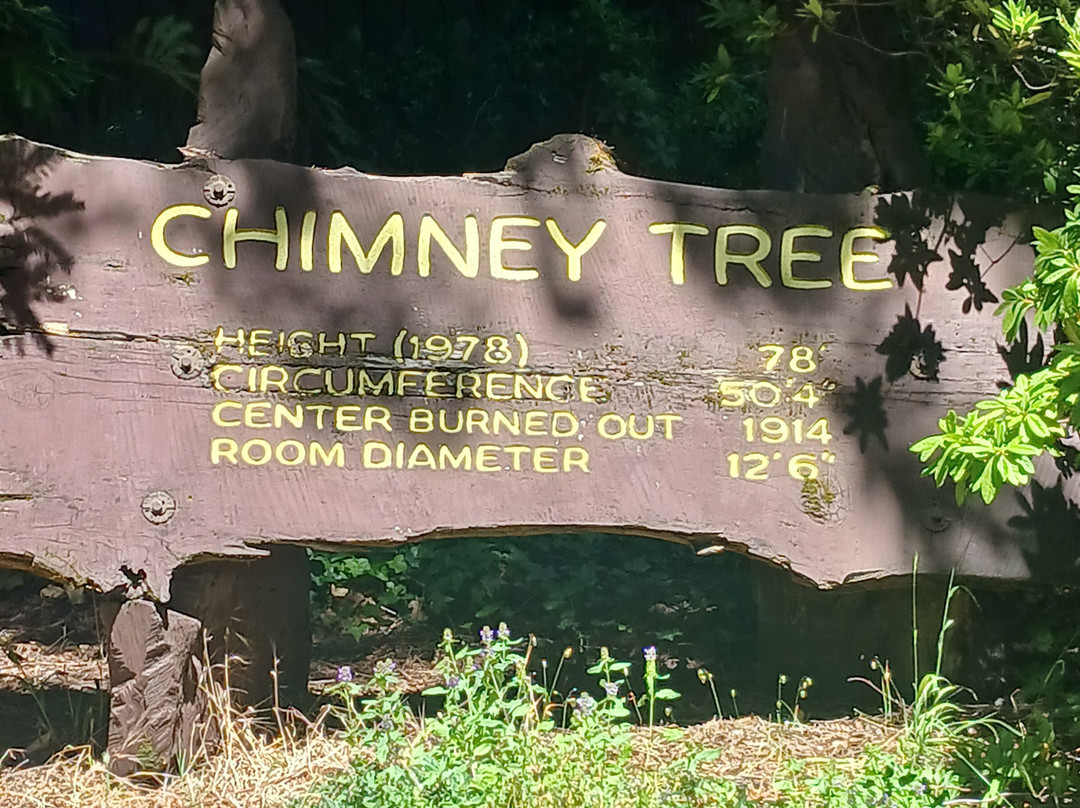 CHIMNEY TREE
HEIGHT (1978) 78'
CIRCUMFERENCE 50'4"
CENTER BURNED OUT 1914
ROOM DIAMETER 12'6"